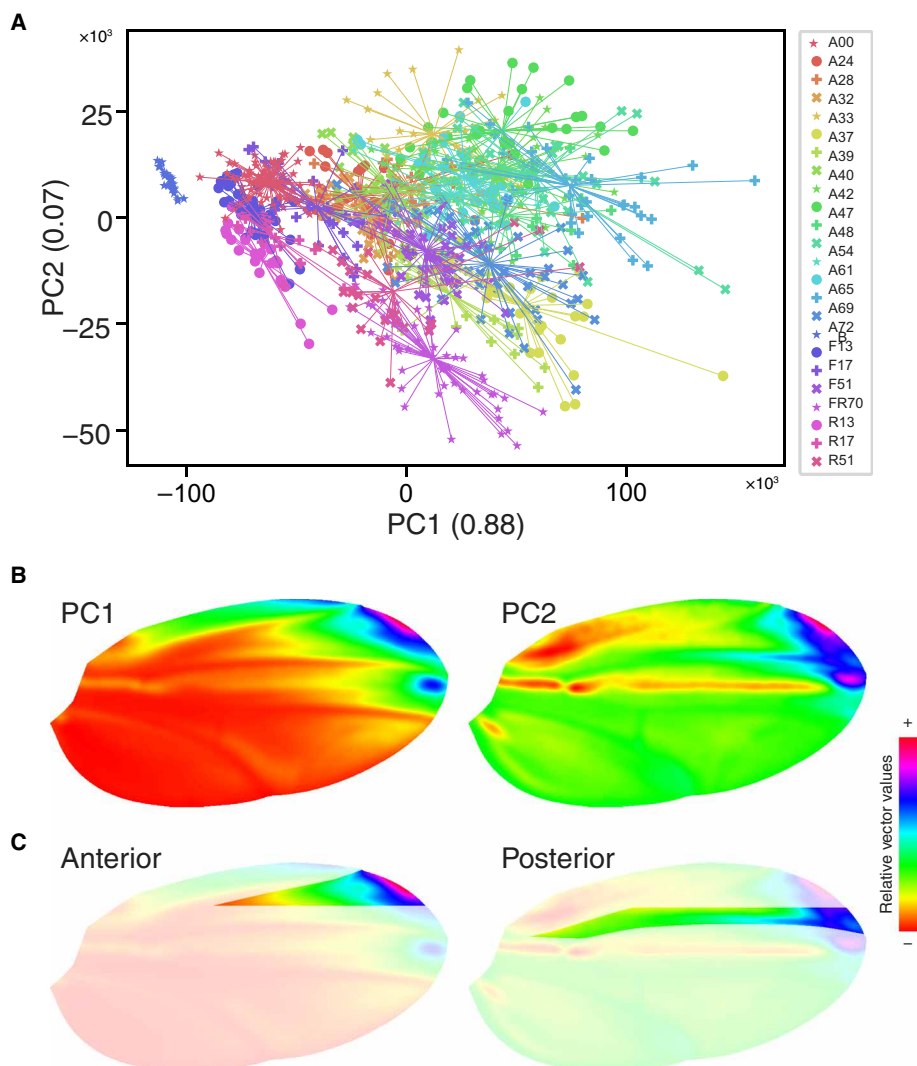 A
×10³
25
0
−25
−50
PC2 (0.07)
−100
0
100
×10³
PC1 (0.88)
A00
A24
A28
A32
A33
A37
A39
A40
A42
A47
A48
A54
A61
A65
A69
A72
B
F13
F17
F51
FR70
R13
R17
R51
B
PC1
PC2
C
Anterior
Posterior
+
Relative vector values
−